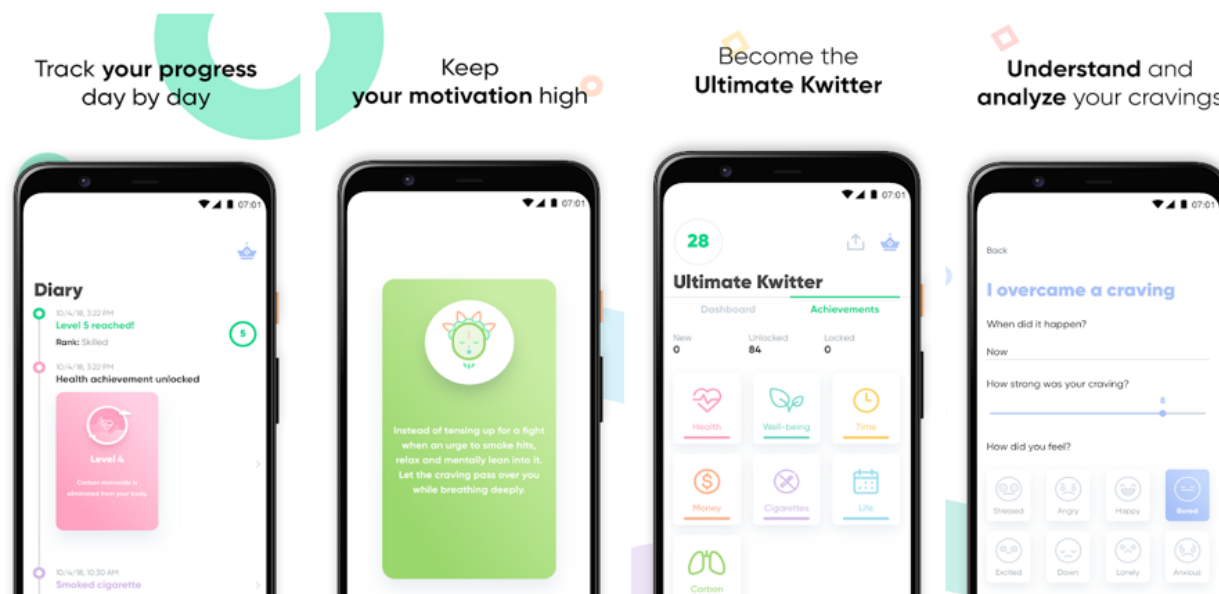 Track your progress
day by day
07:01
Diary
10/4/18, 3:22 PM
Level 5 reached!
Rank: Skilled
5
10/4/18, 3:22 PM
Health achievement unlocked
Level 4
Carbon monoxide is
eliminated from your body.
10/4/18, 10:30 AM
Smoked cigarette
Keep
your motivation high
07:01
Instead of tensing up for a fight
when an urge to smoke hits,
relax and mentally lean into it.
Let the craving pass over you
while breathing deeply.
Become the
Ultimate Kwitter
07:01
28
Ultimate Kwitter
Dashboard
Achievements
New
Unlocked
Locked
0
84
0
Health
Well-being
Time
Money
Cigarettes
Life
Carbon
Understand and
analyze your cravings
07:01
Back
I overcame a craving
When did it happen?
Now
How strong was your craving?
8
How did you feel?
Stressed
Angry
Happy
Bored
Excited
Down
Lonely
Anxious